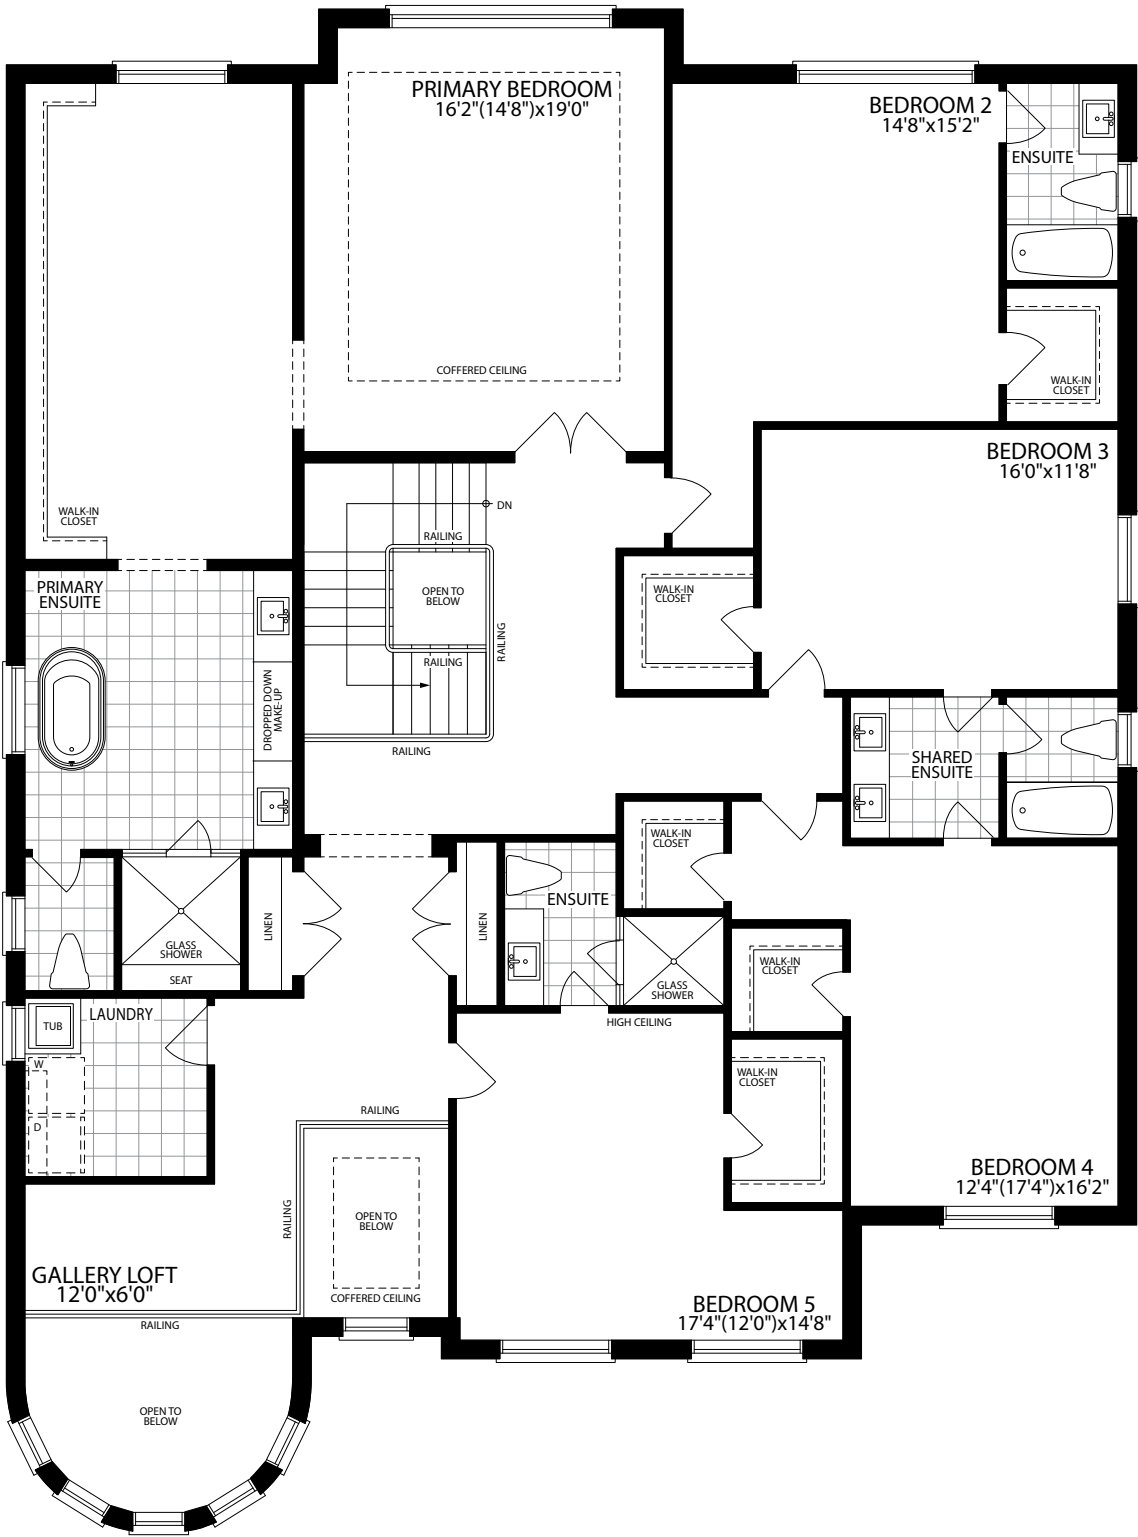 PRIMARY BEDROOM
16'2"(14'8")x19'0"
COFFERED CEILING
BEDROOM 2
14'8"x15'2"
ENSUITE
WALK-IN
CLOSET
BEDROOM 3
16'0"x11'8"
WALK-IN
CLOSET
DN
RAILING
OPEN TO
BELOW
RAILING
RAILING
RAILING
WALK-IN
CLOSET
PRIMARY
ENSUITE
DROPPED DOWN
MAKE-UP
SHARED
ENSUITE
WALK-IN
CLOSET
GLASS
SHOWER
SEAT
LINEN
LINEN
ENSUITE
GLASS
SHOWER
WALK-IN
CLOSET
LAUNDRY
TUB
W
D
HIGH CEILING
WALK-IN
CLOSET
RAILING
RAILING
OPEN TO
BELOW
COFFERED CEILING
BEDROOM 4
12'4"(17'4")x16'2"
GALLERY LOFT
12'0"x6'0"
RAILING
BEDROOM 5
17'4"(12'0")x14'8"
OPEN TO
BELOW